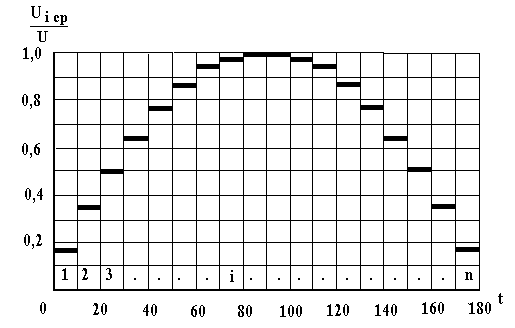 U i cp
U
1,0
0,8
0,6
0,4
0,2
1 2 3 . . . . i . . . . . . . . . n
0 20 40 60 80 100 120 140 160 180 t